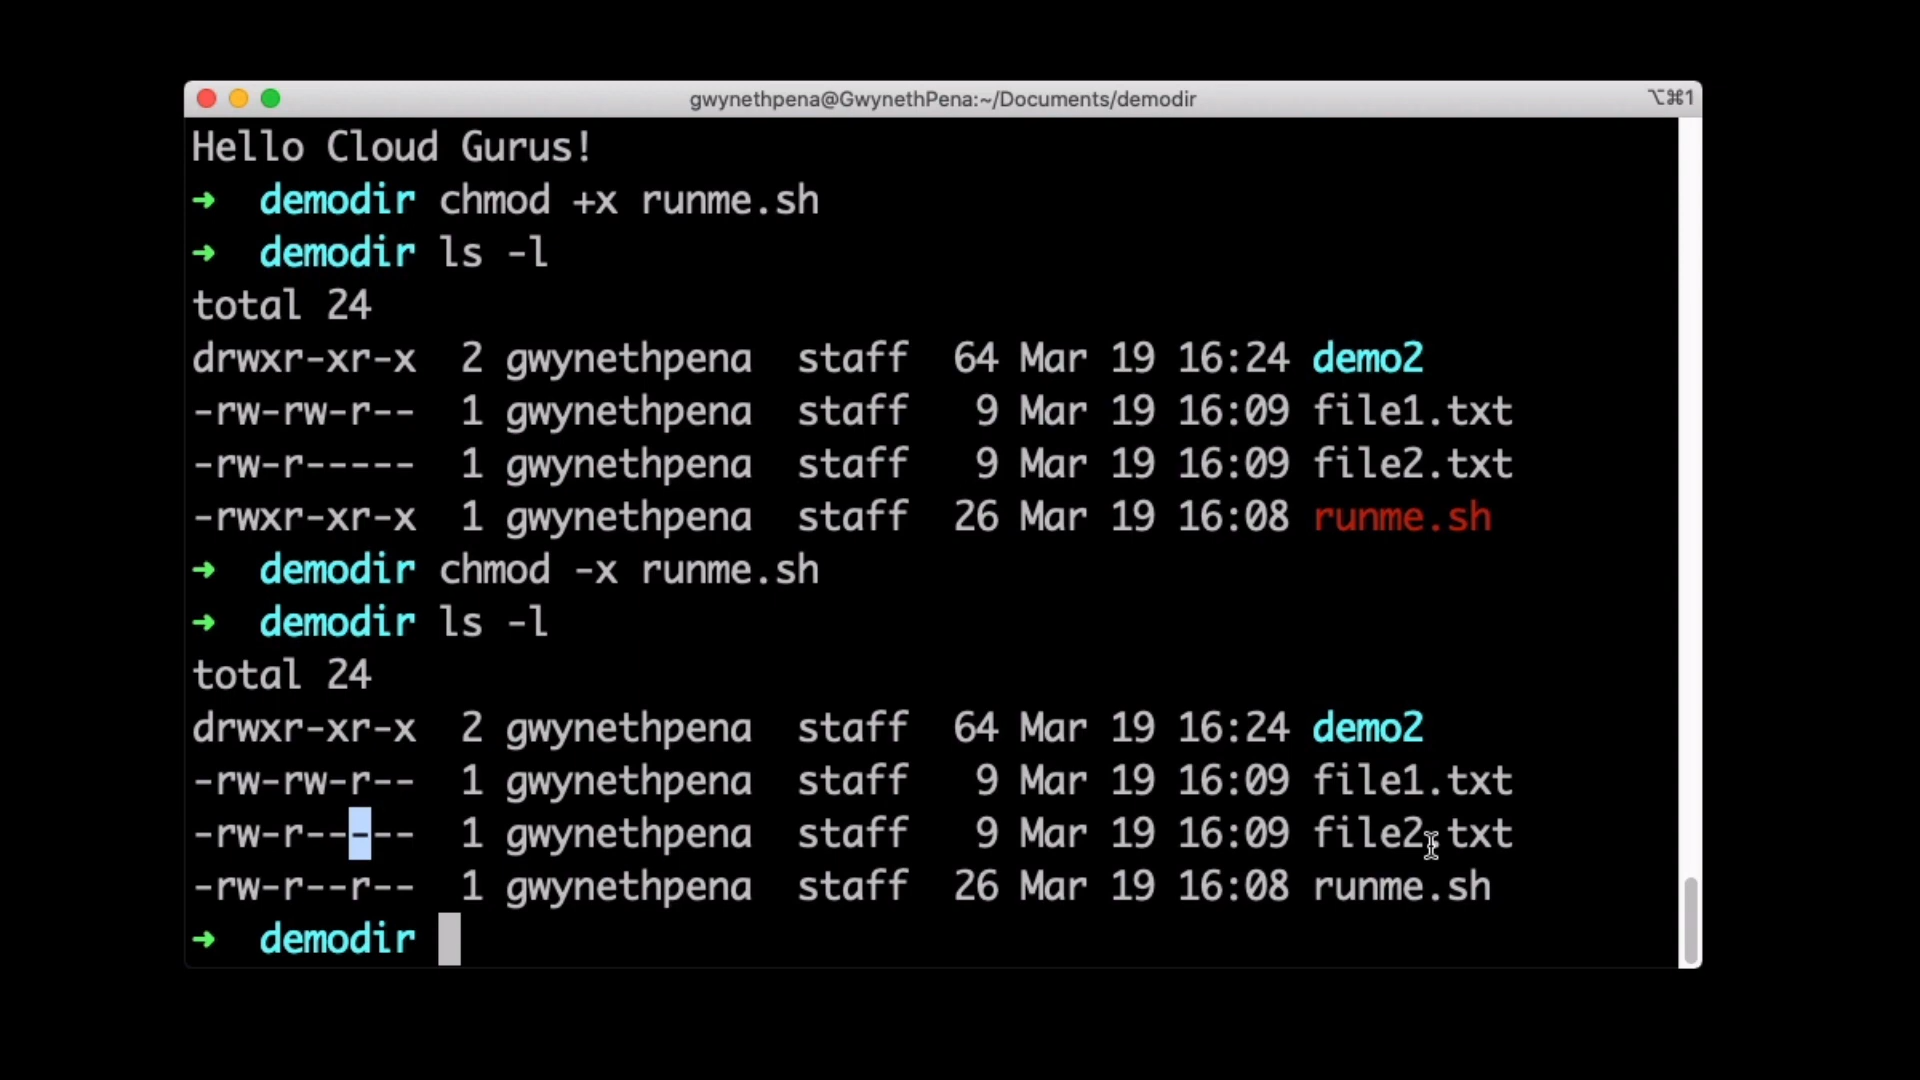 gwynethpena@GwynethPena:~/Documents/demodir ⌥⌘1
Hello Cloud Gurus!
➜  demodir chmod +x runme.sh
➜  demodir ls -l
total 24
drwxr-xr-x  2 gwynethpena  staff  64 Mar 19 16:24 demo2
-rw-rw-r--  1 gwynethpena  staff   9 Mar 19 16:09 file1.txt
-rw-r-----  1 gwynethpena  staff   9 Mar 19 16:09 file2.txt
-rwxr-xr-x  1 gwynethpena  staff  26 Mar 19 16:08 runme.sh
➜  demodir chmod -x runme.sh
➜  demodir ls -l
total 24
drwxr-xr-x  2 gwynethpena  staff  64 Mar 19 16:24 demo2
-rw-rw-r--  1 gwynethpena  staff   9 Mar 19 16:09 file1.txt
-rw-r-----  1 gwynethpena  staff   9 Mar 19 16:09 file2.txt
-rw-r--r--  1 gwynethpena  staff  26 Mar 19 16:08 runme.sh
➜  demodir